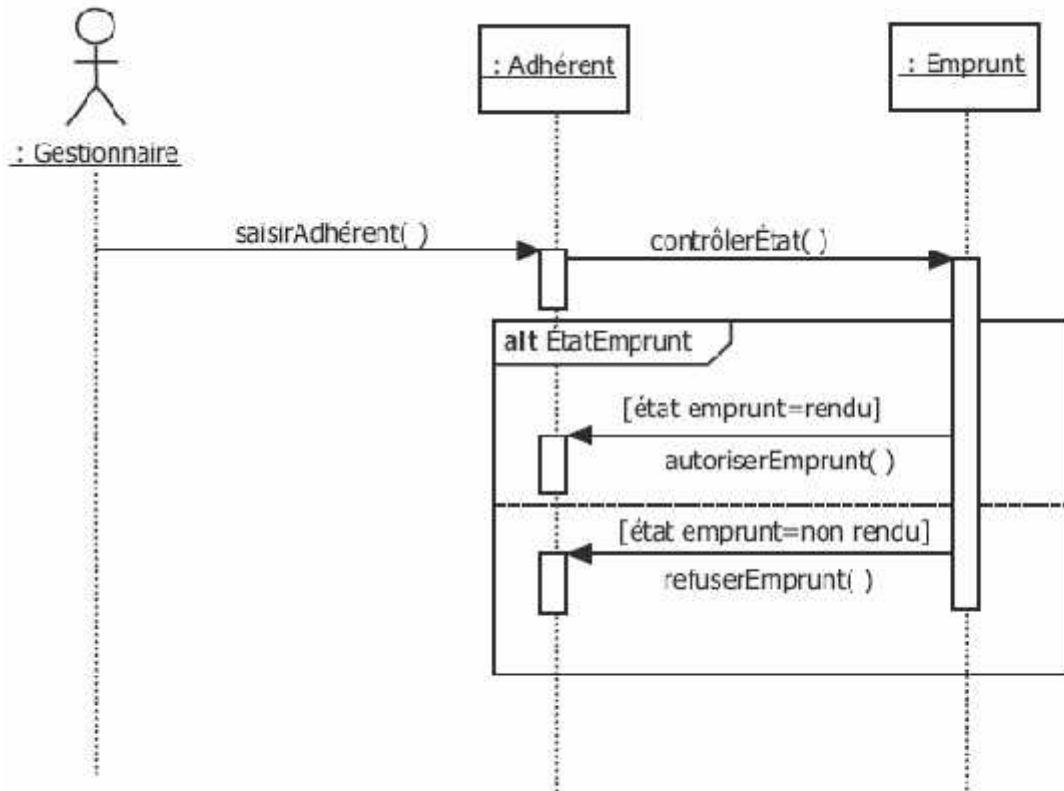 : Adhérent
: Emprunt
: Gestionnaire
saisirAdhérent( )
contrôlerÉtat( )
alt ÉtatEmprunt
[état emprunt=rendu]
autoriserEmprunt( )
[état emprunt=non rendu]
refuserEmprunt( )